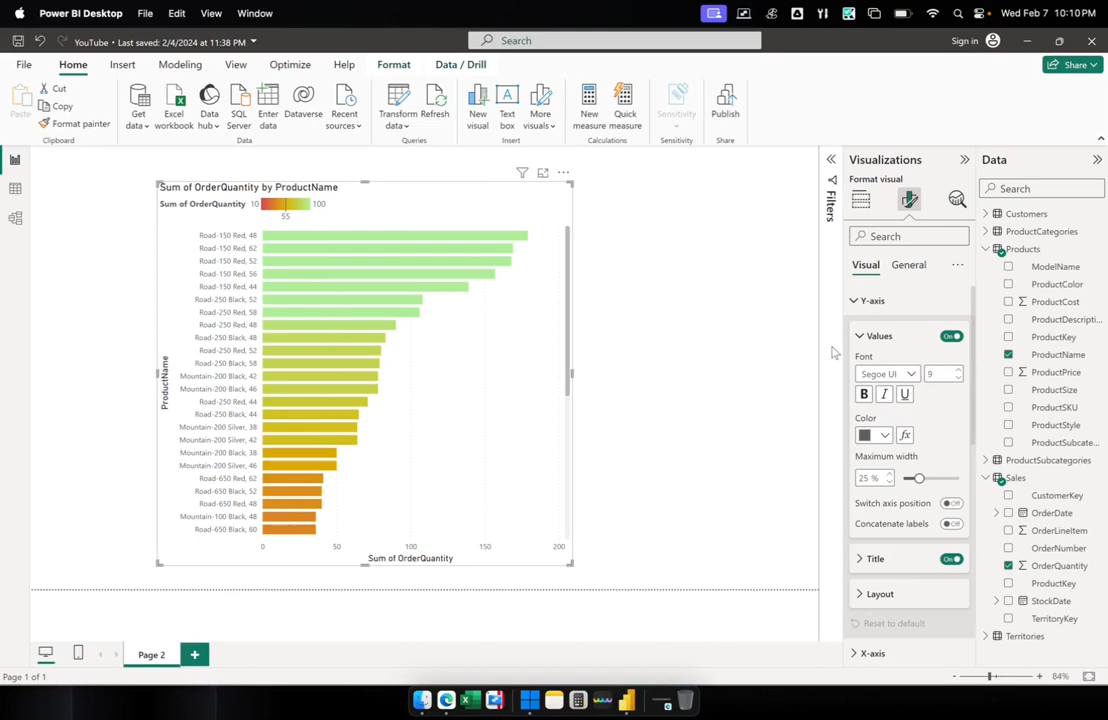 Power BI Desktop File Edit View Window
Wed Feb 7 10:10 PM
YouTube • Last saved: 2/4/2024 at 11:38 PM
Search
Sign in
File Home Insert Modeling View Optimize Help Format Data / Drill
Share
Paste
Cut
Copy
Format painter
Clipboard
Get data
Excel workbook
Data hub
SQL Server
Enter data
Dataverse
Recent sources
Data
Transform data
Refresh
Queries
New visual
Text box
More visuals
Insert
New measure
Quick measure
Calculations
Sensitivity
Sensitivity
Publish
Share
Sum of OrderQuantity by ProductName
Sum of OrderQuantity 10 100
55
Road-150 Red, 48
Road-150 Red, 62
Road-150 Red, 52
Road-150 Red, 56
Road-150 Red, 44
Road-250 Black, 52
Road-250 Red, 58
Road-250 Red, 48
Road-250 Black, 48
Road-250 Red, 52
Road-250 Black, 58
Mountain-200 Black, 42
Mountain-200 Black, 46
Road-250 Red, 44
Road-250 Black, 44
Mountain-200 Silver, 38
Mountain-200 Silver, 42
Mountain-200 Black, 38
Mountain-200 Silver, 46
Road-650 Red, 62
Road-650 Black, 52
Road-650 Red, 48
Mountain-100 Black, 48
Road-650 Black, 60
ProductName
0 50 100 150 200
Sum of OrderQuantity
Filters
Visualizations
Format visual
Search
Visual General
Y-axis
Values On
Font
Segoe UI 9
B I U
Color
fx
Maximum width
25 %
Switch axis position Off
Concatenate labels Off
Title On
Layout
Reset to default
X-axis
Data
Search
Customers
ProductCategories
Products
ModelName
ProductColor
ProductCost
ProductDescripti...
ProductKey
ProductName
ProductPrice
ProductSize
ProductSKU
ProductStyle
ProductSubcate...
ProductSubcategories
Sales
CustomerKey
OrderDate
OrderLineItem
OrderNumber
OrderQuantity
ProductKey
StockDate
TerritoryKey
Territories
Page 2
Page 1 of 1
84%